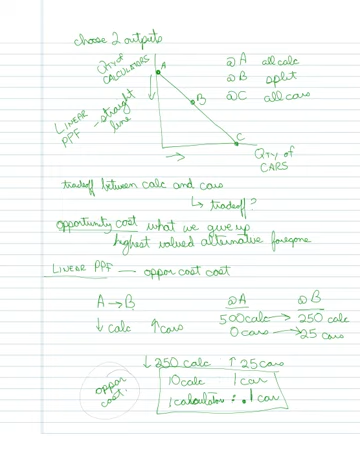 choose 2 outputs
QTY OF
CALCULATORS
A
B
C
LINEAR
PPF - straight
line
QTY OF
CARS
@ A all calc
@ B split
@ C all cars
tradeoff between calc and cars
↳ tradeoff?
opportunity cost what we give up
highest valued alternative foregone
LINEAR PPF — oppor cost cost
A → B
↓ calc ↑ cars
@ A @ B
500 calc → 250 calc
0 cars → 25 cars
↓ 250 calc ↑ 25 cars
oppor
cost.
10 calc 1 car
1 calculator : .1 car